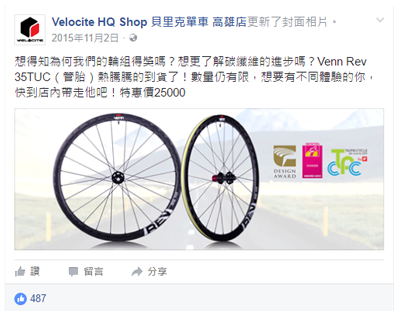 Velocite HQ Shop 貝里克單車 高雄店更新了封面相片。
2015年11月2日
想得知為何我們的輪組得獎嗎？想更了解碳纖維的進步嗎？Venn Rev
35TUC（管胎）熱騰騰的到貨了！數量仍有限，想要有不同體驗的你，
快到店內帶走他吧！特惠價25000
REV
DESIGN
AWARD
讚 留言 分享
487